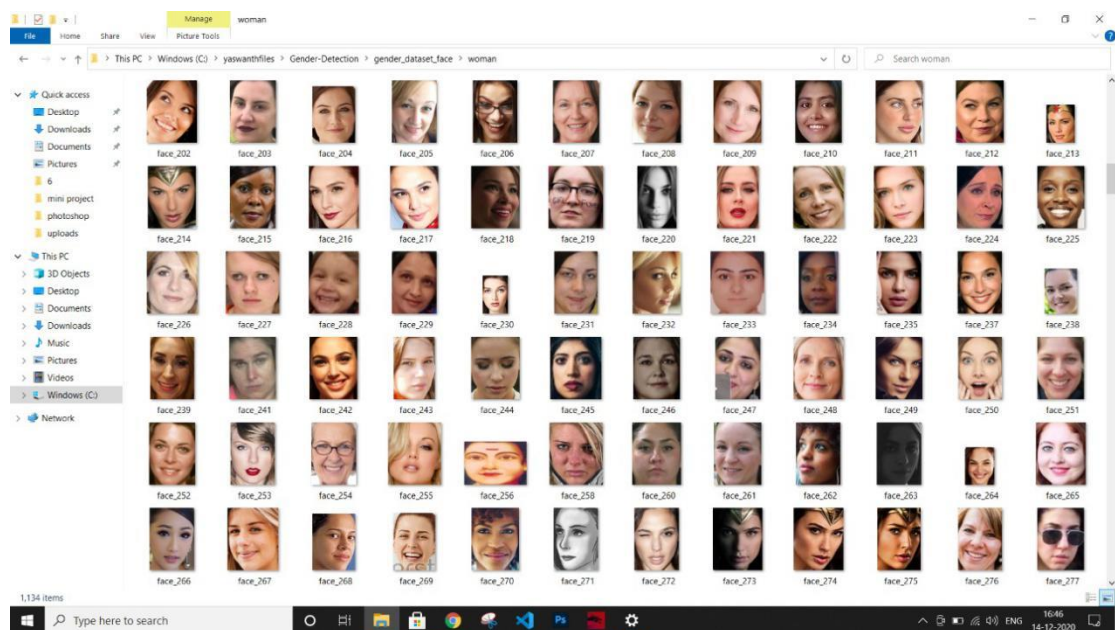 Manage
woman
File
Home
Share
View
Picture Tools
This PC > Windows (C:) > yaswanthfiles > Gender-Detection > gender_dataset_face > woman
Search woman
Quick access
Desktop
Downloads
Documents
Pictures
6
mini project
photoshop
uploads
This PC
3D Objects
Desktop
Documents
Downloads
Music
Pictures
Videos
Windows (C:)
Network
face_202 face_203 face_204 face_205 face_206 face_207 face_208 face_209 face_210 face_211 face_212 face_213
face_214 face_215 face_216 face_217 face_218 face_219 face_220 face_221 face_222 face_223 face_224 face_225
face_226 face_227 face_228 face_229 face_230 face_231 face_232 face_233 face_234 face_235 face_237 face_238
face_239 face_241 face_242 face_243 face_244 face_245 face_246 face_247 face_248 face_249 face_250 face_251
face_252 face_253 face_254 face_255 face_256 face_258 face_260 face_261 face_262 face_263 face_264 face_265
face_266 face_267 face_268 face_269 face_270 face_271 face_272 face_273 face_274 face_275 face_276 face_277
1,134 items
Type here to search
Ps
ENG
16:46
14-12-2020